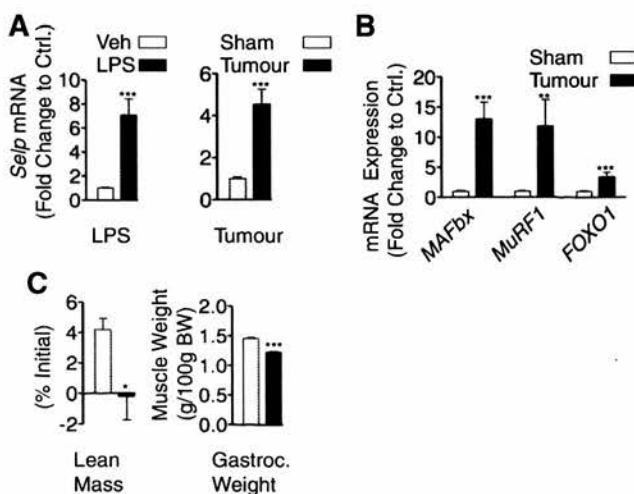 A
Veh
LPS
Sham
Tumour
Selp mRNA
(Fold Change to Ctrl.)
10
8
6
4
2
0
***
LPS
6
4
2
0
***
Tumour
B
Sham
Tumour
mRNA Expression
(Fold Change to Ctrl.)
20
15
10
5
0
***
**
***
MAFbx
MuRF1
FOXO1
C
(% Initial)
6
4
2
0
-2
*
Lean
Mass
Muscle Weight
(g/100g BW)
2.0
1.5
1.0
0.5
0.0
***
Gastroc.
Weight